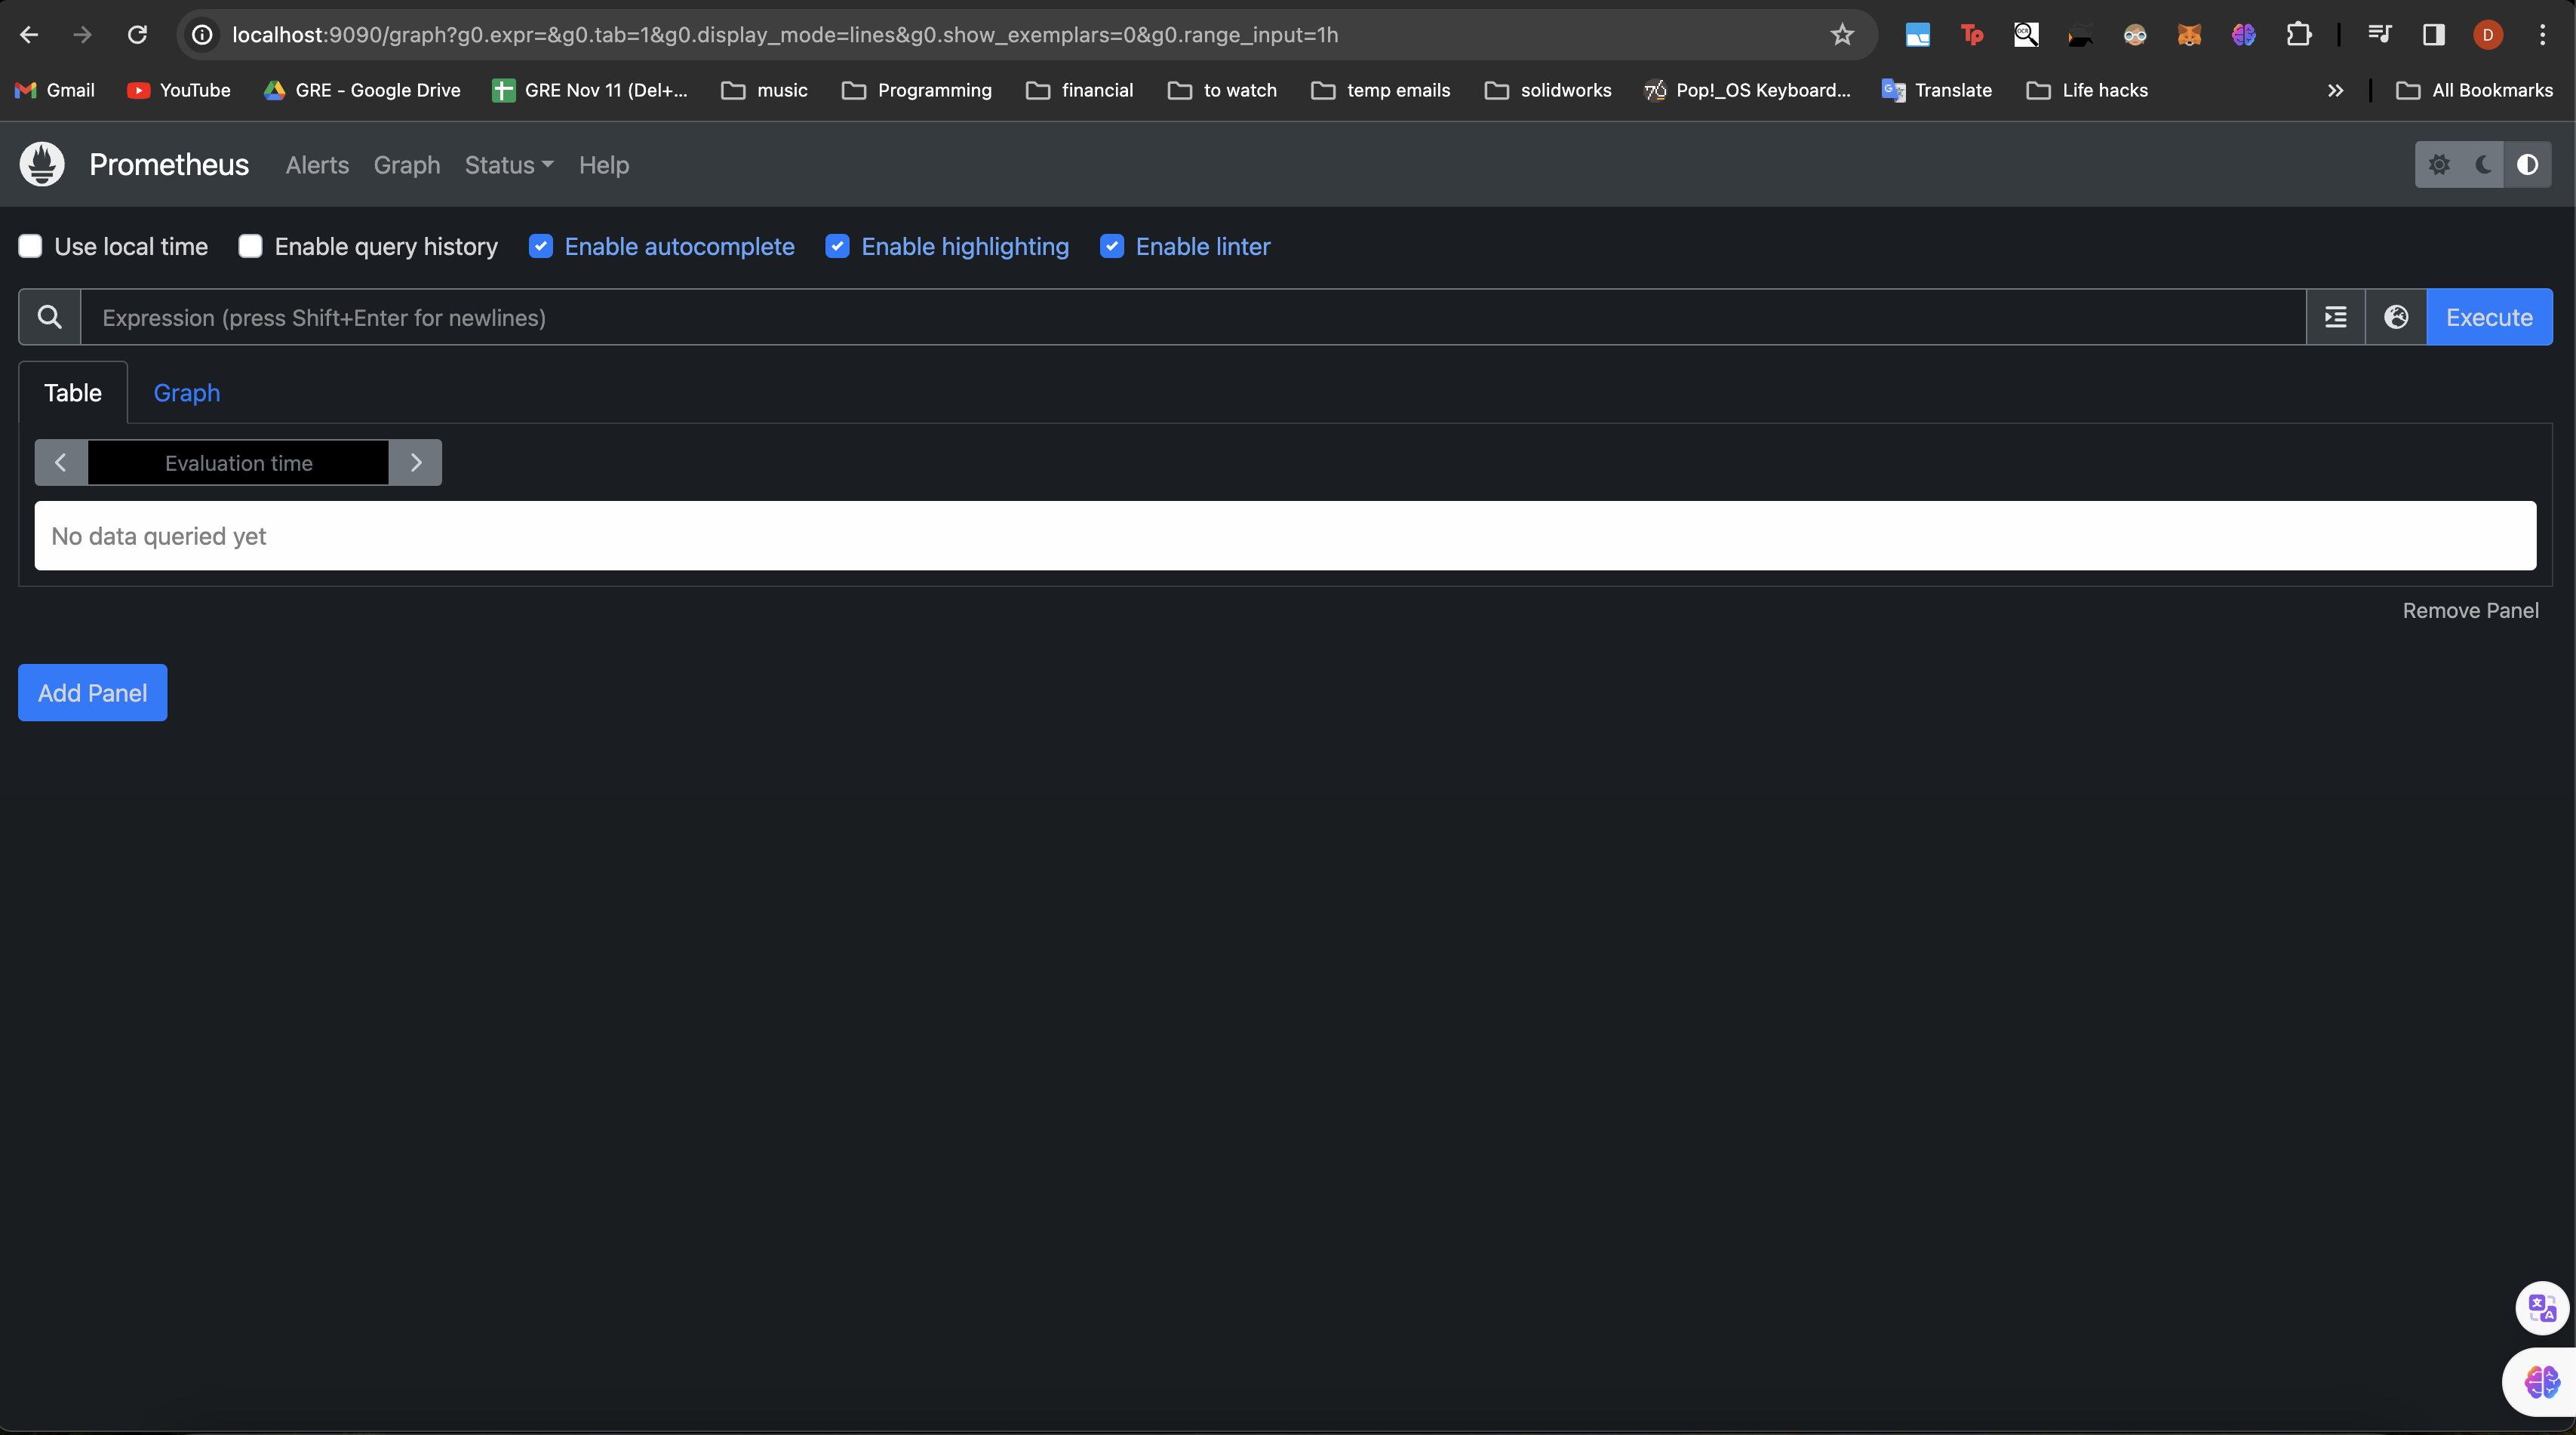 localhost:9090/graph?g0.expr=&g0.tab=1&g0.display_mode=lines&g0.show_exemplars=0&g0.range_input=1h
Tp
OCR
D
Gmail YouTube GRE - Google Drive GRE Nov 11 (Del+... music Programming financial to watch temp emails solidworks Pop!_OS Keyboard... Translate Life hacks » All Bookmarks
Prometheus Alerts Graph Status Help
Use local time Enable query history Enable autocomplete Enable highlighting Enable linter
Expression (press Shift+Enter for newlines) Execute
Table Graph
Evaluation time
No data queried yet
Remove Panel
Add Panel
文 A